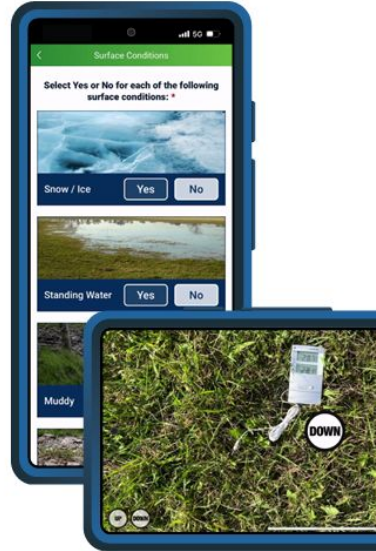 5G
Surface Conditions
Select Yes or No for each of the following
surface conditions: *
Snow / Ice
Yes
No
Standing Water
Yes
No
Muddy
DOWN
UP
DOWN